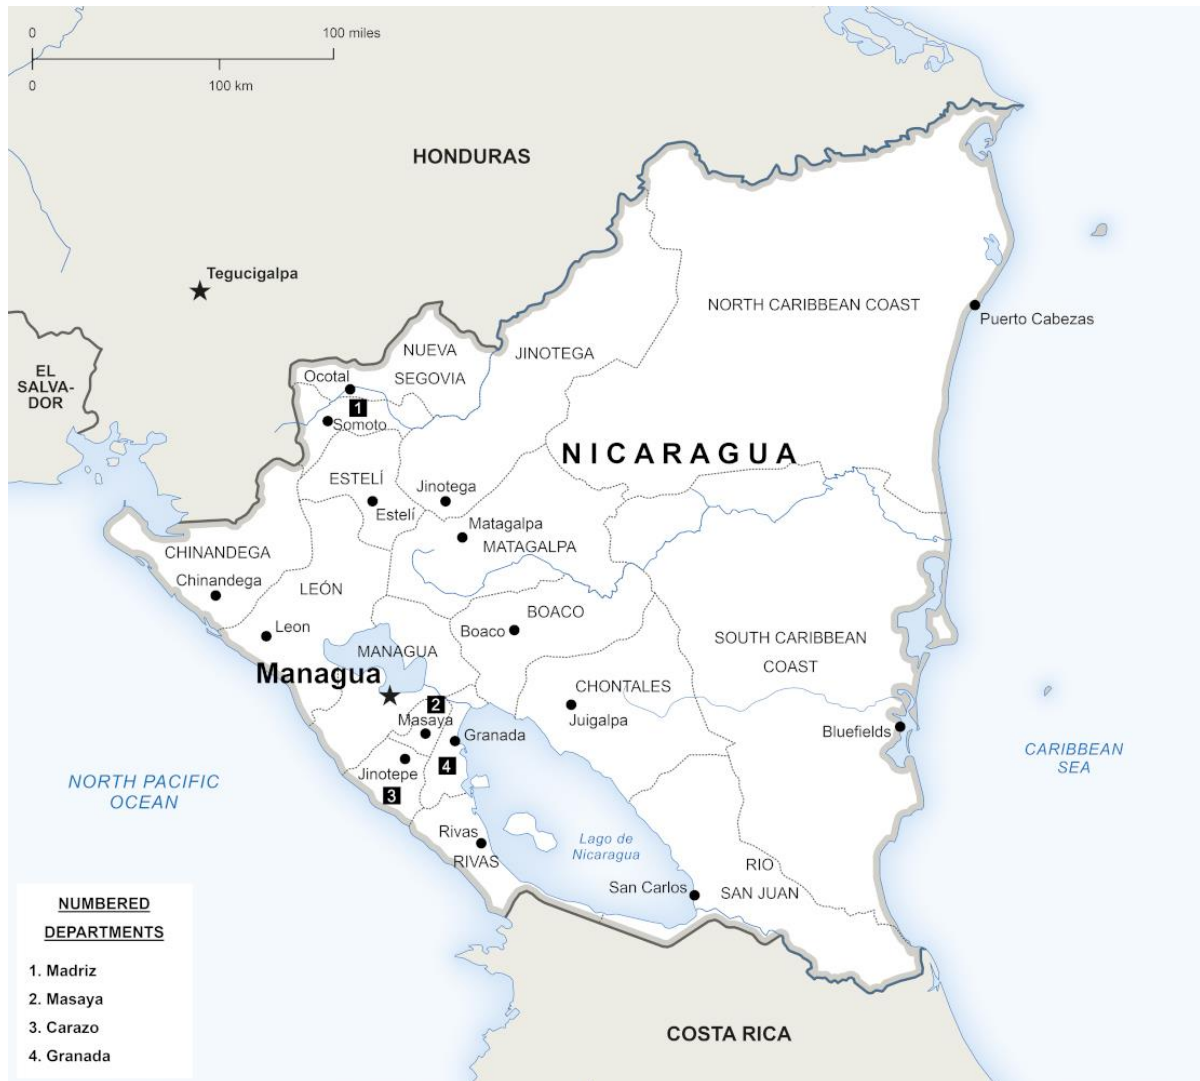 0 100 miles
0 100 km
HONDURAS
Tegucigalpa
NORTH CARIBBEAN COAST
Puerto Cabezas
NUEVA
SEGOVIA
JINOTEGA
EL
SALVA-
DOR
Ocotal
1
Somoto
NICARAGUA
ESTELÍ
Estelí
Jinotega
Matagalpa
MATAGALPA
CHINANDEGA
Chinandega
LEÓN
Leon
BOACO
Boaco
MANAGUA
Managua
SOUTH CARIBBEAN
COAST
CHONTALES
Juigalpa
2
Masaya
Granada
Bluefields
CARIBBEAN
SEA
4
Jinotepe
3
NORTH PACIFIC
OCEAN
Rivas
RIVAS
Lago de
Nicaragua
San Carlos
RIO
SAN JUAN
NUMBERED
DEPARTMENTS
1. Madriz
2. Masaya
3. Carazo
4. Granada
COSTA RICA